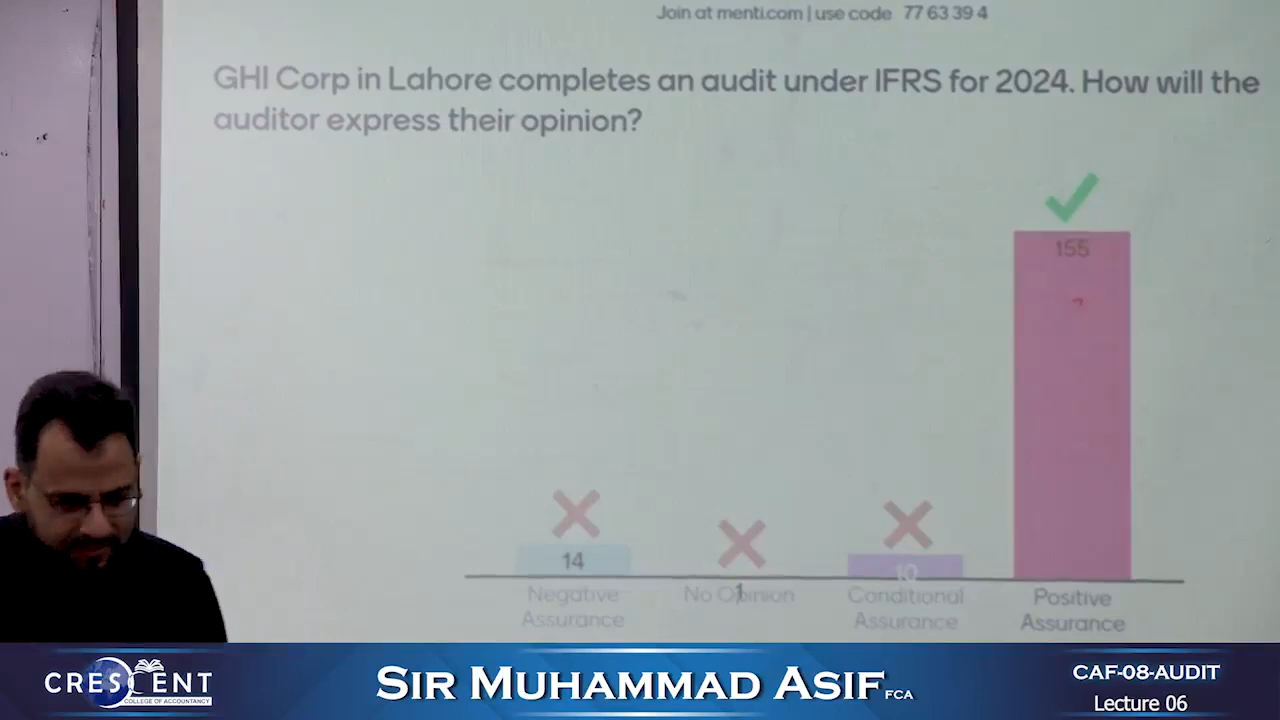 Join at menti.com | use code 77 63 39 4
GHI Corp in Lahore completes an audit under IFRS for 2024. How will the
auditor express their opinion?
155
14
1
10
Negative
Assurance
No Opinion
Conditional
Assurance
Positive
Assurance
CRESCENT
COLLEGE OF ACCOUNTANCY
SIR MUHAMMAD ASIF FCA
CAF-08-AUDIT
Lecture 06